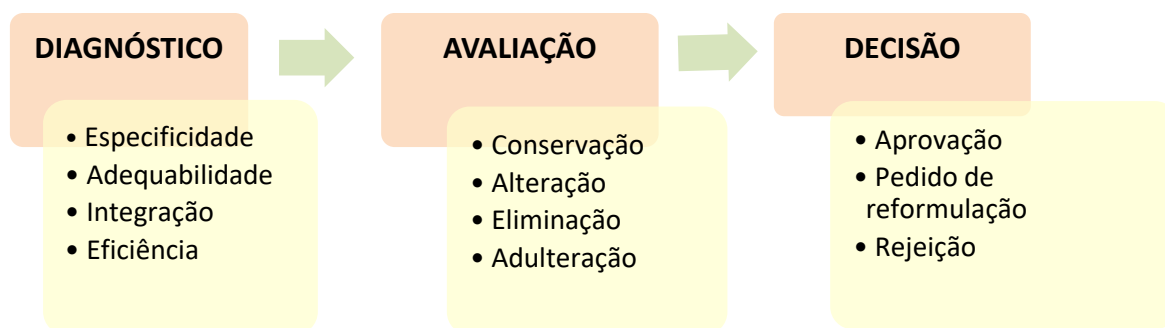 DIAGNÓSTICO
• Especificidade
• Adequabilidade
• Integração
• Eficiência
AVALIAÇÃO
• Conservação
• Alteração
• Eliminação
• Adulteração
DECISÃO
• Aprovação
• Pedido de
reformulação
• Rejeição